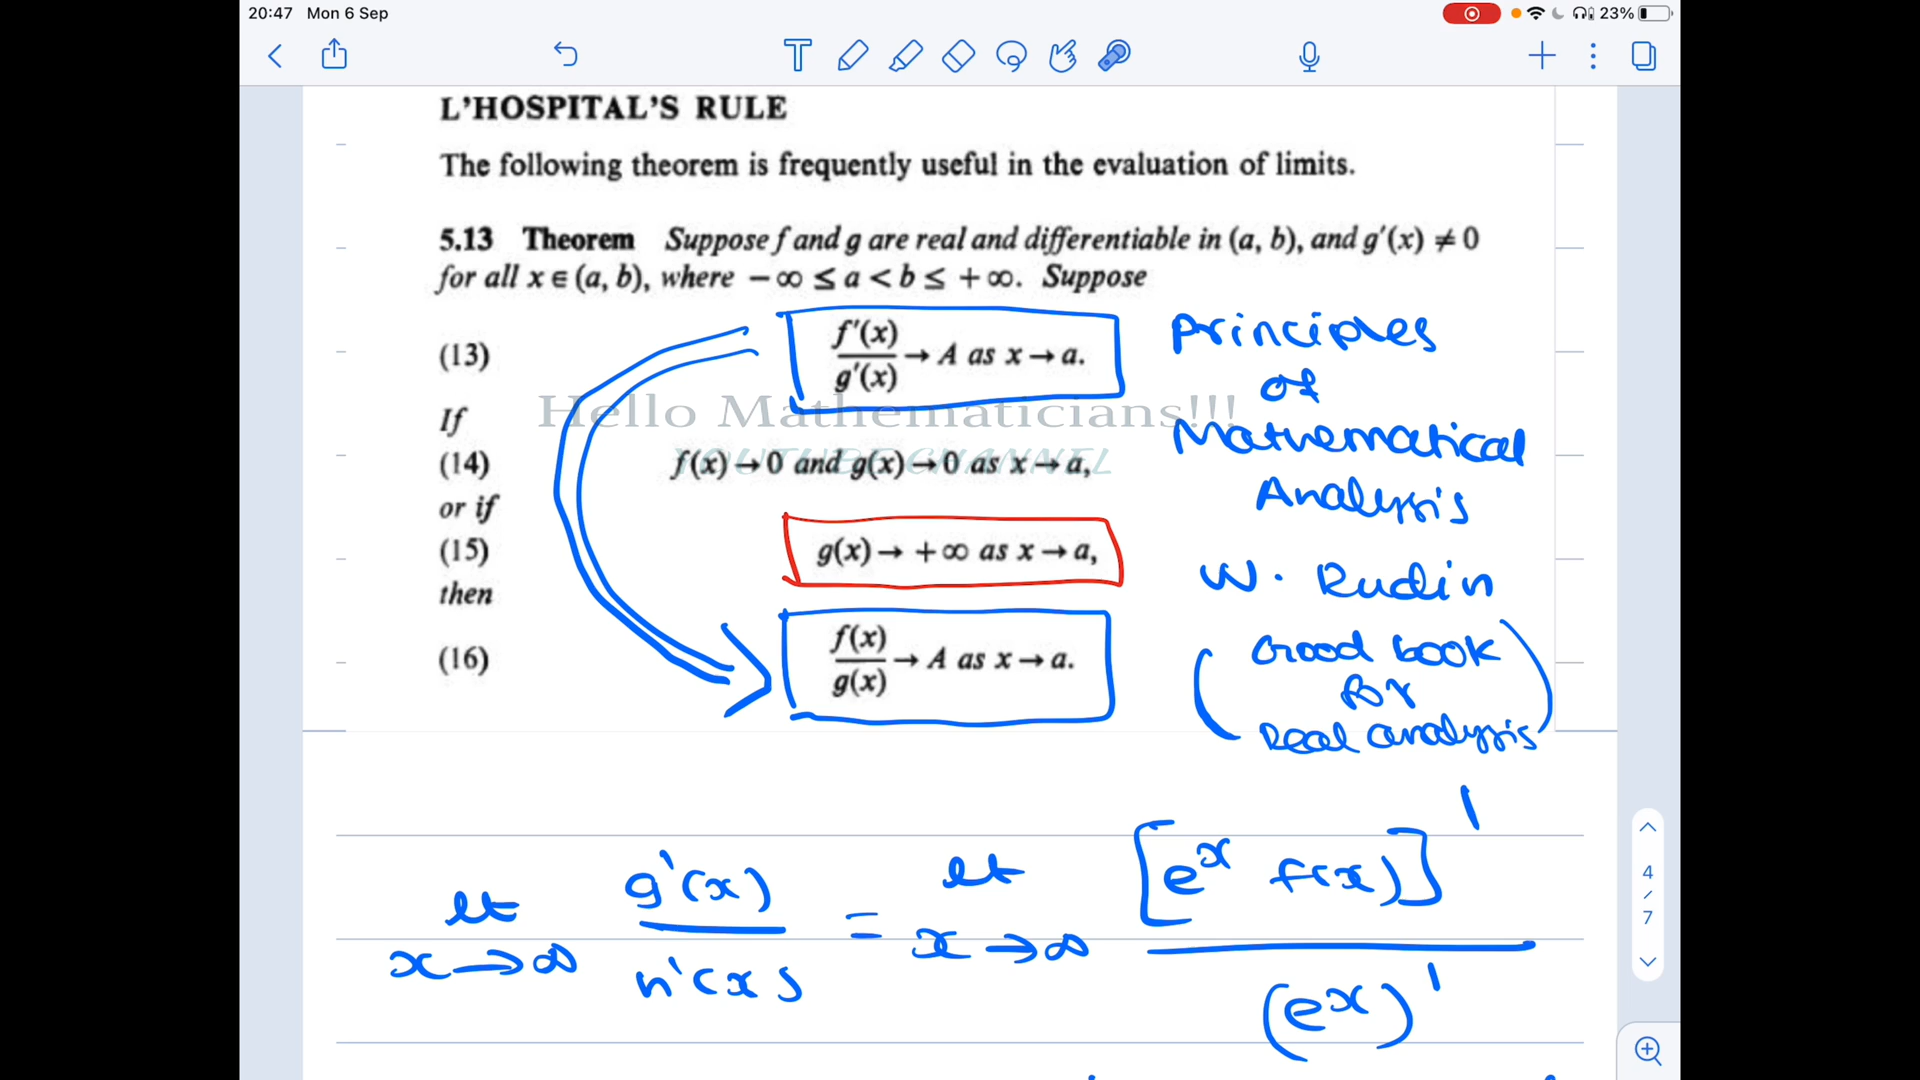 20:47 Mon 6 Sep
23%
L'HOSPITAL'S RULE
The following theorem is frequently useful in the evaluation of limits.
5.13 Theorem Suppose f and g are real and differentiable in (a, b), and g'(x) ≠ 0
for all x ∈ (a, b), where −∞ ≤ a < b ≤ +∞. Suppose
(13) f'(x)/g'(x) → A as x → a.
If
(14) f(x) → 0 and g(x) → 0 as x → a,
or if
(15) g(x) → +∞ as x → a,
then
(16) f(x)/g(x) → A as x → a.
Hello Mathematicians!!!
YOUTUBE CHANNEL
Principles
of
Mathematical
Analysis
W. Rudin
(Good book
for
Real analysis)
lt x→∞ g'(x)/h'(x) = lt x→∞ [e^x f(x)]'/(e^x)'
4
/
7